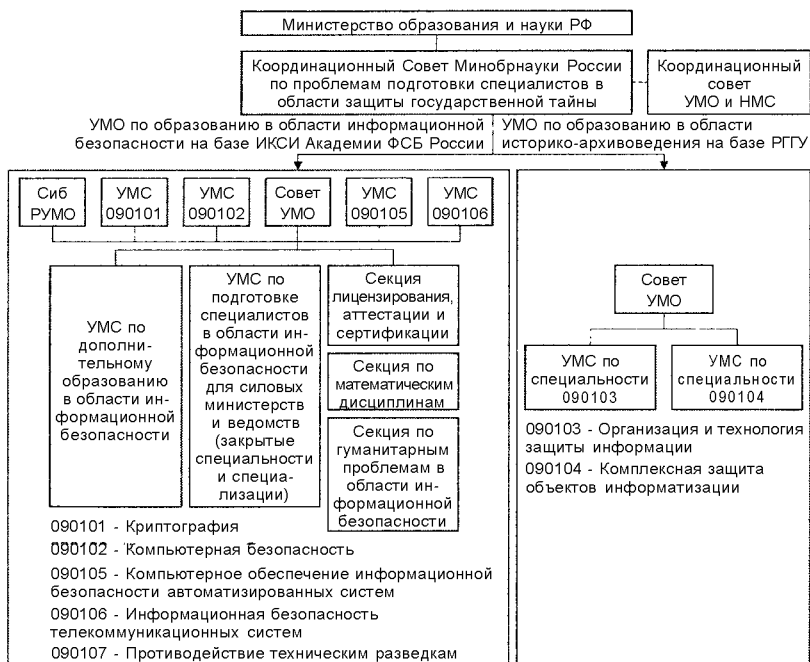 Министерство образования и науки РФ
Координационный Совет Минобрнауки России
по проблемам подготовки специалистов в
области защиты государственной тайны
Координационный
совет
УМО и НМС
УМО по образованию в области информационной
безопасности на базе ИКСИ Академии ФСБ России
УМО по образованию в области
историко-архивоведения на базе РГГУ
Сиб
РУМО
УМС
090101
УМС
090102
Совет
УМО
УМС
090105
УМС
090106
УМС по
дополни-
тельному
образованию
в области ин-
формационной
безопасности
УМС по
подготовке
специалистов
в области ин-
формационной
безопасности
для силовых
министерств
и ведомств
(закрытые
специальности
и специа-
лизации)
Секция
лицензирования,
аттестации и
сертификации
Секция по
математическим
дисциплинам
Секция по
гуманитарным
проблемам в
области ин-
формационной
безопасности
090101 - Криптография
090102 - Компьютерная безопасность
090105 - Компьютерное обеспечение информационной
безопасности автоматизированных систем
090106 - Информационная безопасность
телекоммуникационных систем
090107 - Противодействие техническим разведкам
Совет
УМО
УМС по
специальности
090103
УМС по
специальности
090104
090103 - Организация и технология
защиты информации
090104 - Комплексная защита
объектов информатизации